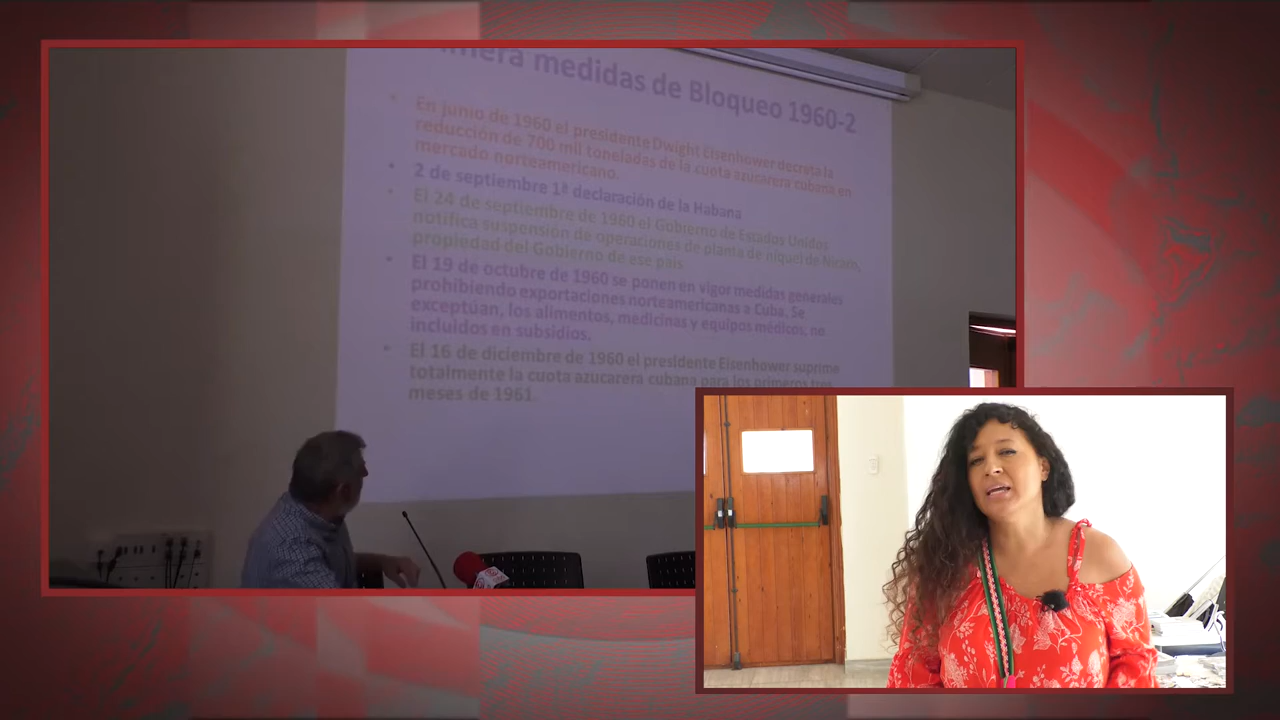 medidas de Bloqueo 1960-2
• En junio de 1960 el presidente Dwight Eisenhower decreta la
reducción de 700 mil toneladas de la cuota azucarera cubana en
mercado norteamericano.
• 2 de septiembre 1ª declaración de la Habana
• El 24 de septiembre de 1960 el Gobierno de Estados Unidos
notifica suspensión de operaciones de planta de níquel de Nicaro,
propiedad del Gobierno de ese país.
• El 19 de octubre de 1960 se ponen en vigor medidas generales
prohibiendo exportaciones norteamericanas a Cuba. Se
exceptúan, los alimentos, medicinas y equipos médicos, no
incluidos en subsidios.
• El 16 de diciembre de 1960 el presidente Eisenhower suprime
totalmente la cuota azucarera cubana para los primeros tres
meses de 1961.